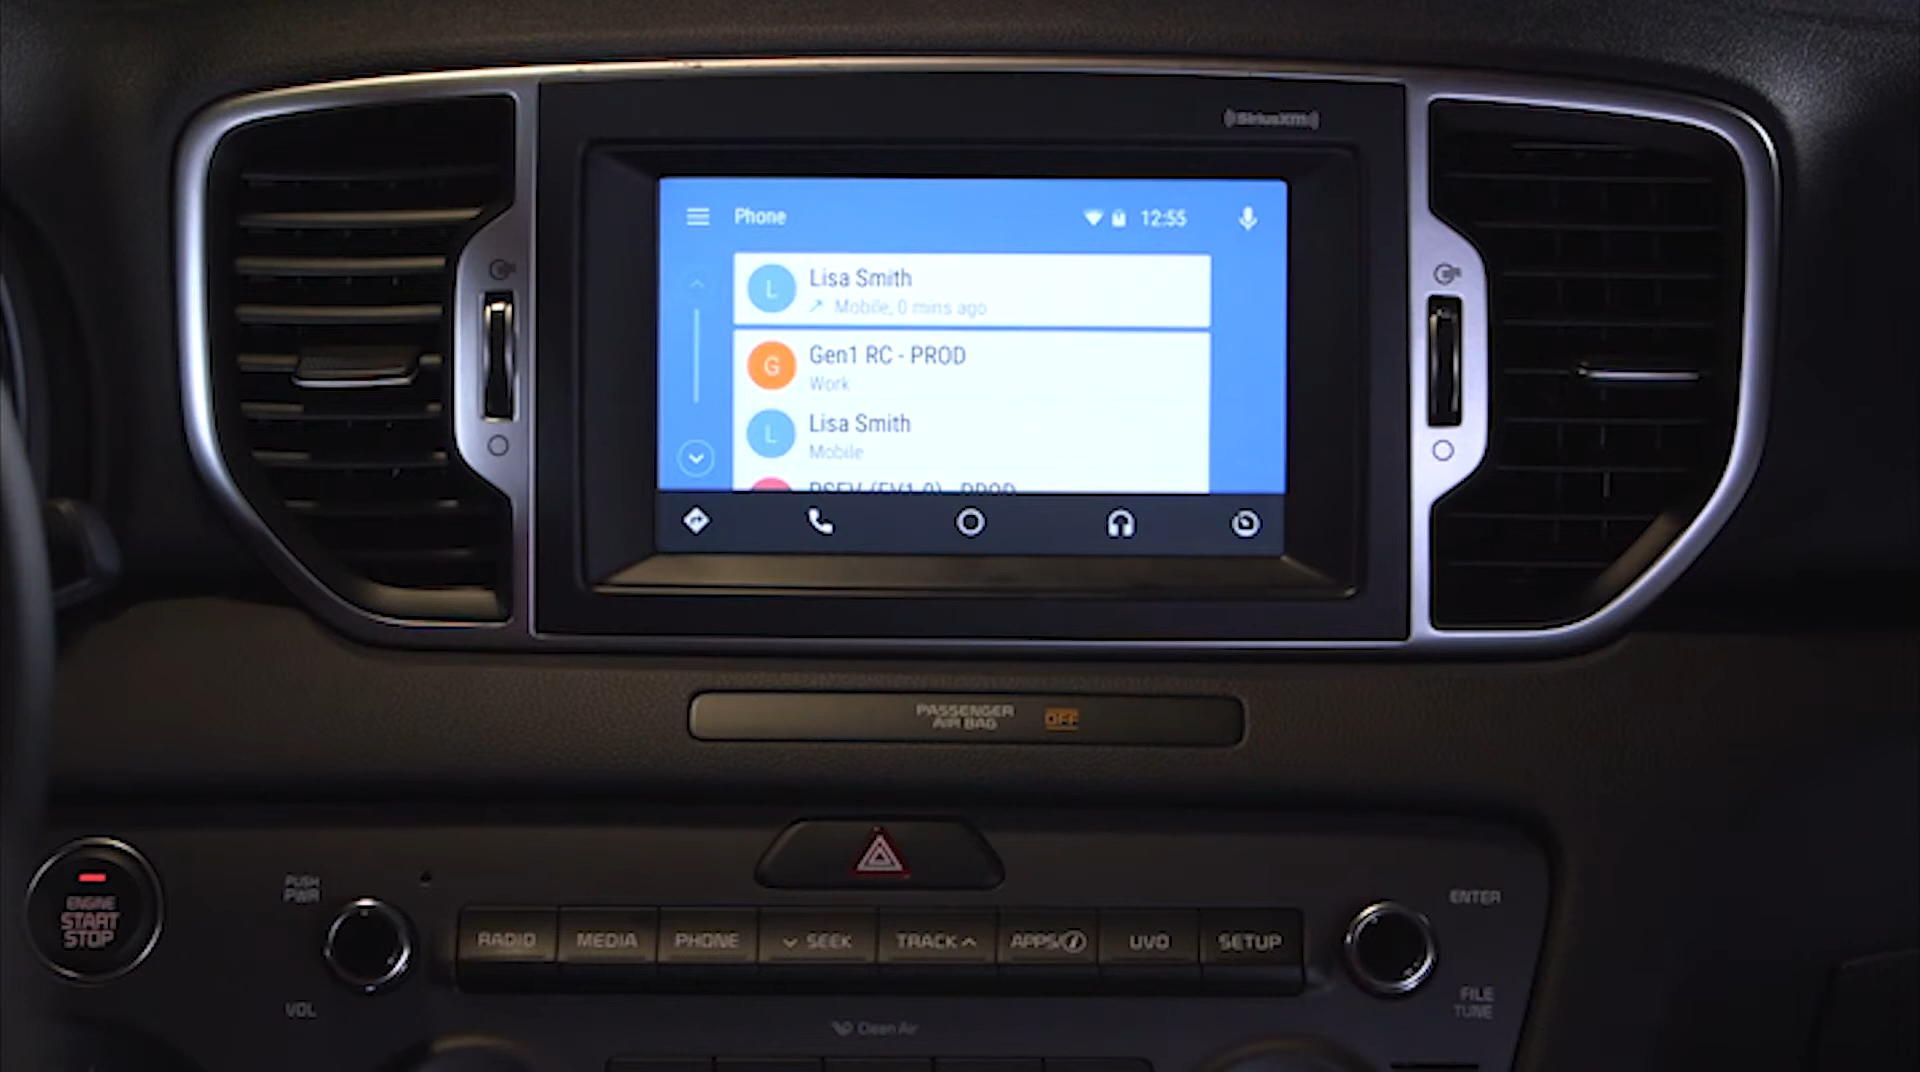 ((SiriusXM))
Phone
12:55
L
Lisa Smith
Mobile, 0 mins ago
G
Gen1 RC - PROD
Work
L
Lisa Smith
Mobile
PASSENGER
AIR BAG
OFF
ENGINE
START
STOP
PUSH
PWR
VOL
RADIO
MEDIA
PHONE
SEEK
TRACK
APPS/i
UVO
SETUP
ENTER
FILE
TUNE
Clean Air